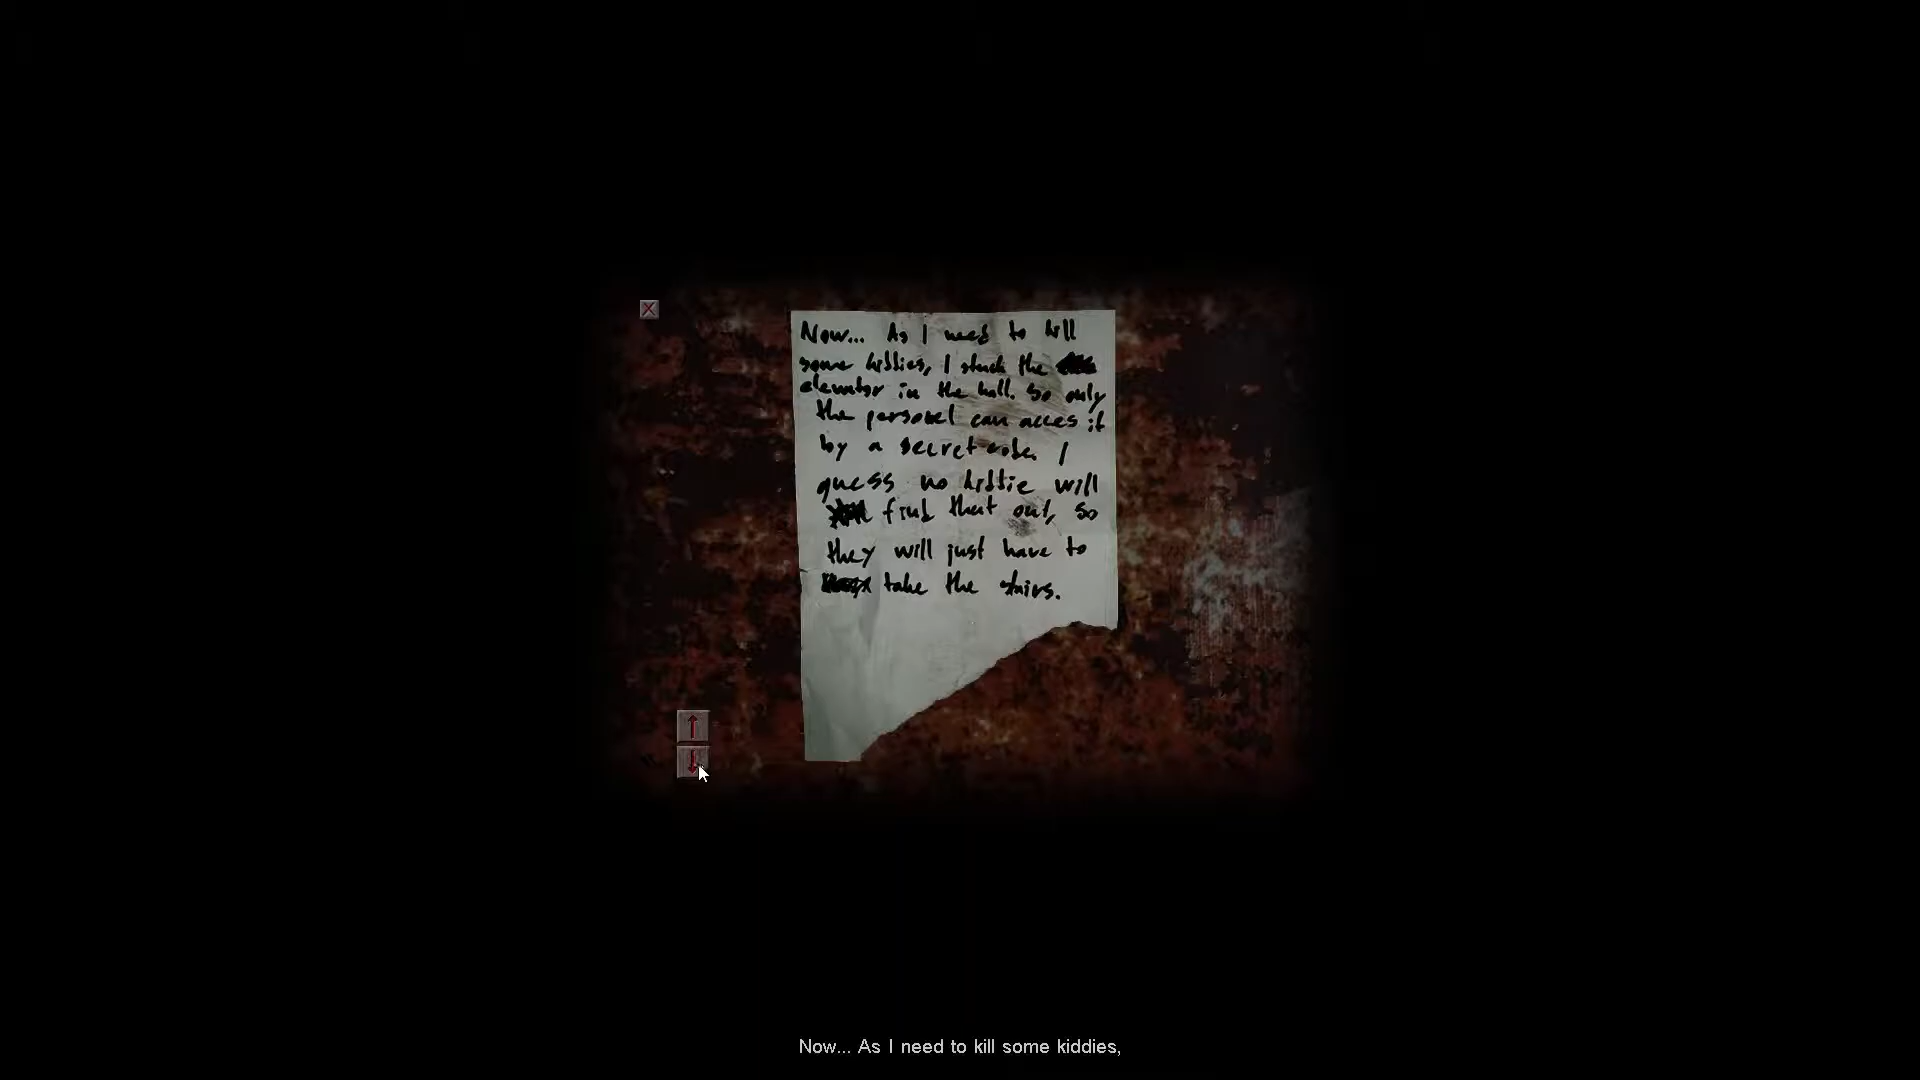 Now... As I need to kill
some kiddies, I stuck the
elevator in the hall. So only
the personel can acces it
by a secret code. I
guess no kiddie will
find that out, so
they will just have to
take the stairs.
Now... As I need to kill some kiddies,